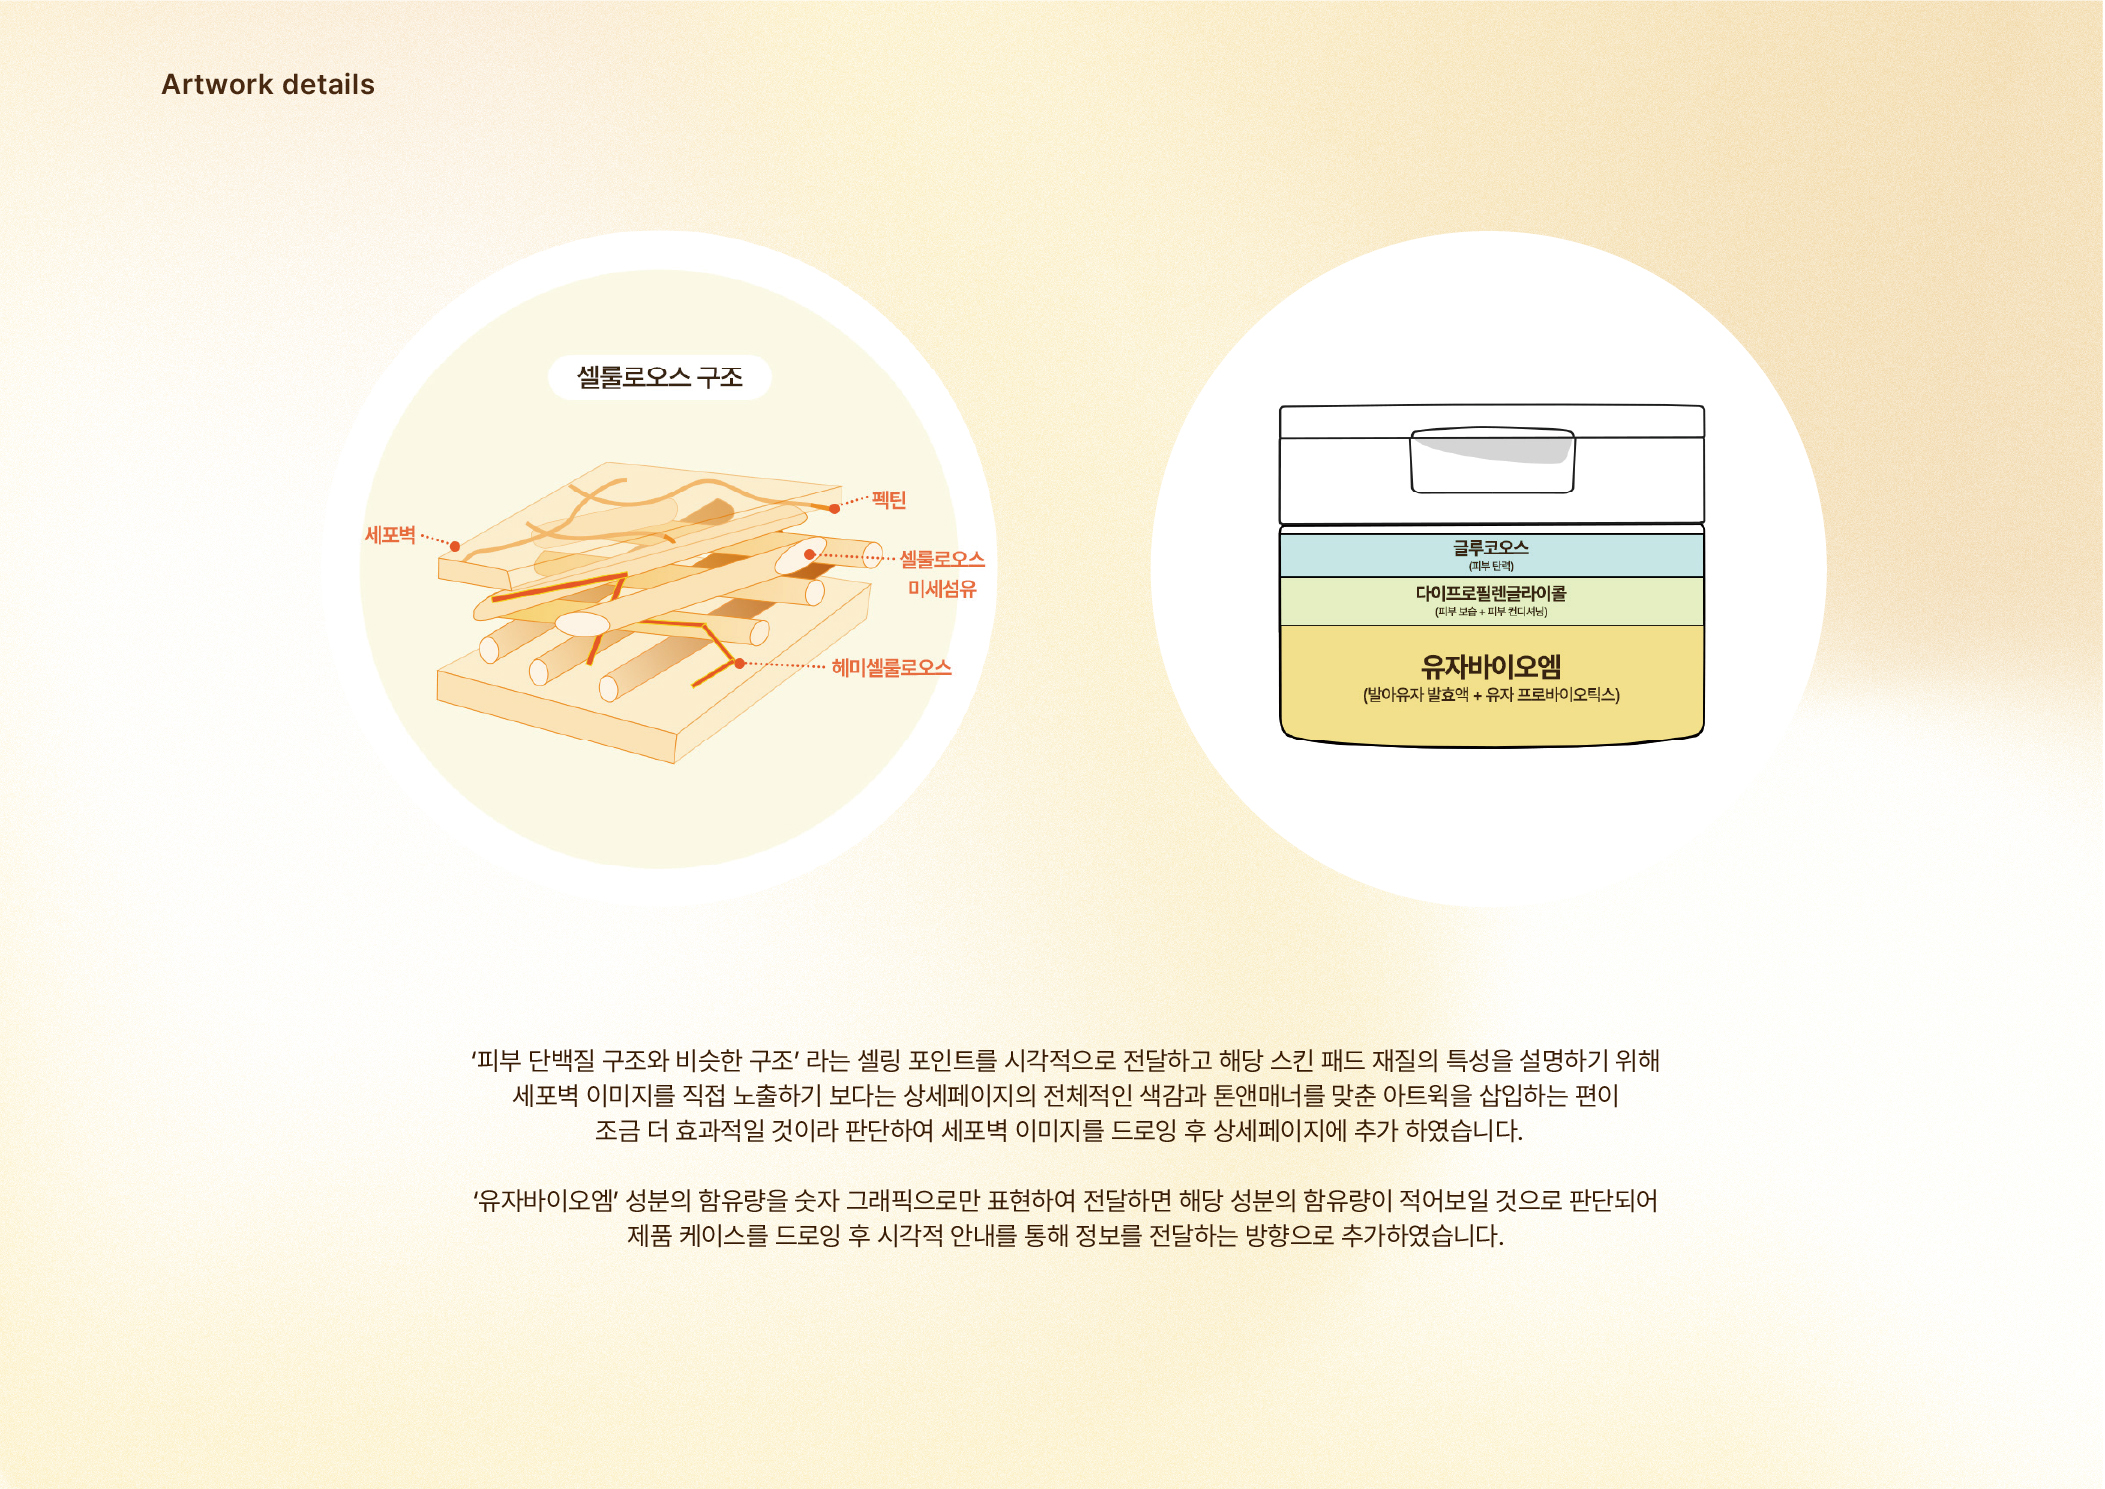 Artwork details
셀룰로오스 구조
펙틴
세포벽
셀룰로오스
미세섬유
헤미셀룰로오스
글루코오스
(피부 탄력)
다이프로필렌글라이콜
(피부 보습 + 피부 컨디셔닝)
유자바이오엠
(발아유자 발효액 + 유자 프로바이오틱스)
‘피부 단백질 구조와 비슷한 구조’ 라는 셀링 포인트를 시각적으로 전달하고 해당 스킨 패드 재질의 특성을 설명하기 위해
세포벽 이미지를 직접 노출하기 보다는 상세페이지의 전체적인 색감과 톤앤매너를 맞춘 아트윅을 삽입하는 편이
조금 더 효과적일 것이라 판단하여 세포벽 이미지를 드로잉 후 상세페이지에 추가 하였습니다.
‘유자바이오엠’ 성분의 함유량을 숫자 그래픽으로만 표현하여 전달하면 해당 성분의 함유량이 적어보일 것으로 판단되어
제품 케이스를 드로잉 후 시각적 안내를 통해 정보를 전달하는 방향으로 추가하였습니다.